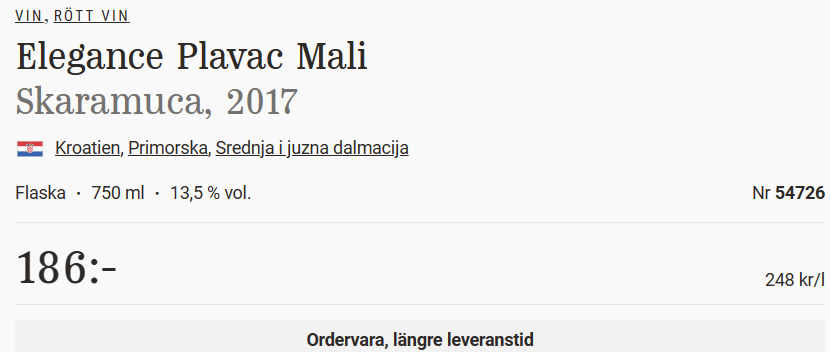 VIN, RÖTT VIN
Elegance Plavac Mali
Skaramuca, 2017
Kroatien, Primorska, Srednja i juzna dalmacija
Flaska · 750 ml · 13,5 % vol. Nr 54726
186:- 248 kr/l
Ordervara, längre leveranstid